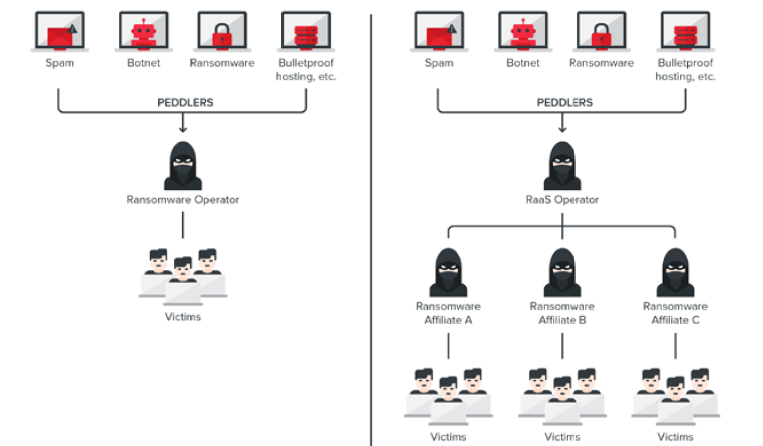 Spam
Botnet
Ransomware
Bulletproof
hosting, etc.
PEDDLERS
Ransomware Operator
Victims
Spam
Botnet
Ransomware
Bulletproof
hosting, etc.
PEDDLERS
RaaS Operator
Ransomware
Affiliate A
Ransomware
Affiliate B
Ransomware
Affiliate C
Victims
Victims
Victims